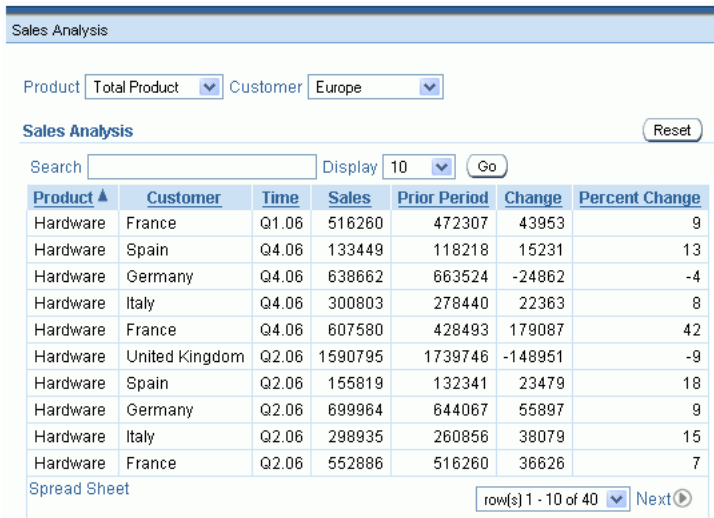 Sales Analysis
Product Total Product Customer Europe
Sales Analysis Reset
Search Display 10 Go
Product Customer Time Sales Prior Period Change Percent Change
Hardware France Q1.06 516260 472307 43953 9
Hardware Spain Q4.06 133449 118218 15231 13
Hardware Germany Q4.06 638662 663524 -24862 -4
Hardware Italy Q4.06 300803 278440 22363 8
Hardware France Q4.06 607580 428493 179087 42
Hardware United Kingdom Q2.06 1590795 1739746 -148951 -9
Hardware Spain Q2.06 155819 132341 23479 18
Hardware Germany Q2.06 699964 644067 55897 9
Hardware Italy Q2.06 298935 260856 38079 15
Hardware France Q2.06 552886 516260 36626 7
Spread Sheet row(s) 1 - 10 of 40 Next